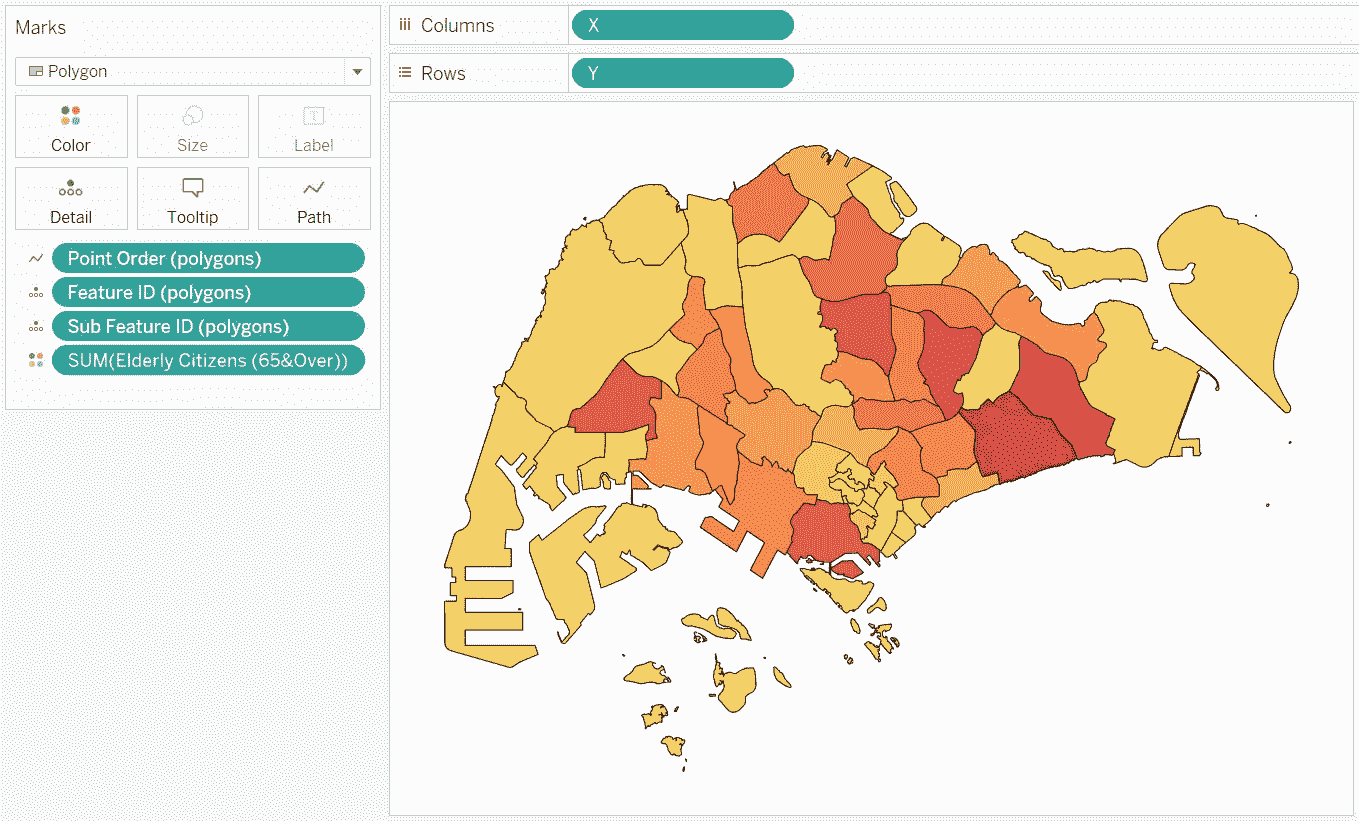 Marks
Polygon
Color
Size
Label
Detail
Tooltip
Path
Point Order (polygons)
Feature ID (polygons)
Sub Feature ID (polygons)
SUM(Elderly Citizens (65&Over))
Columns
X
Rows
Y